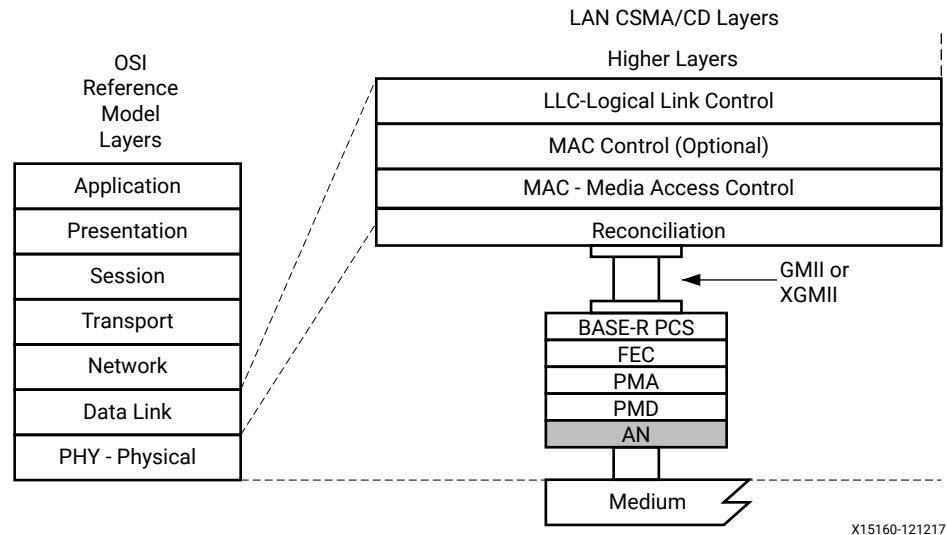 LAN CSMA/CD Layers
OSI
Reference
Model
Layers
Higher Layers
LLC-Logical Link Control
MAC Control (Optional)
MAC - Media Access Control
Reconciliation
Application
Presentation
Session
Transport
Network
Data Link
PHY - Physical
GMII or
XGMII
BASE-R PCS
FEC
PMA
PMD
AN
Medium
X15160-121217